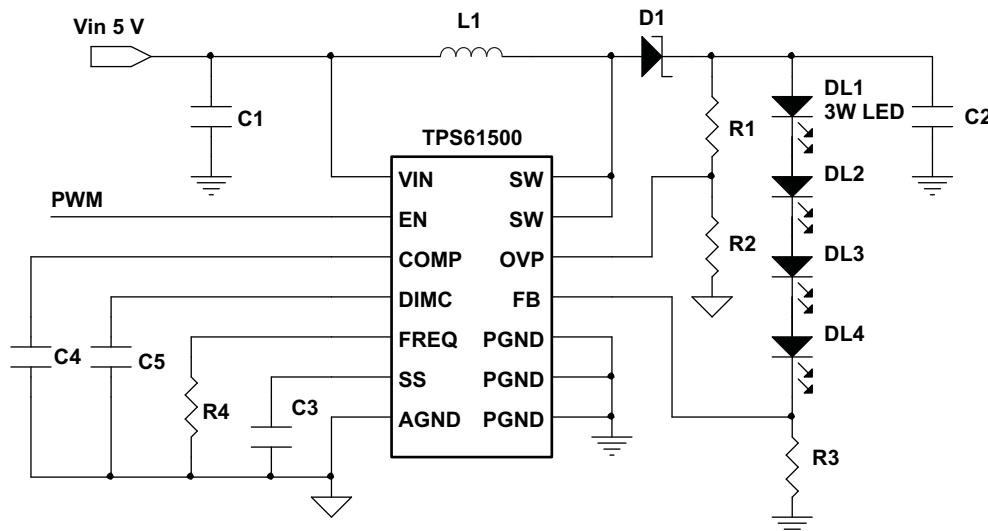 Vin 5 V
L1
D1
C1
R1
DL1
3W LED
C2
TPS61500
VIN
SW
PWM
EN
SW
DL2
COMP
OVP
R2
DL3
DIMC
FB
C4
C5
FREQ
PGND
DL4
R4
C3
SS
PGND
AGND
PGND
R3